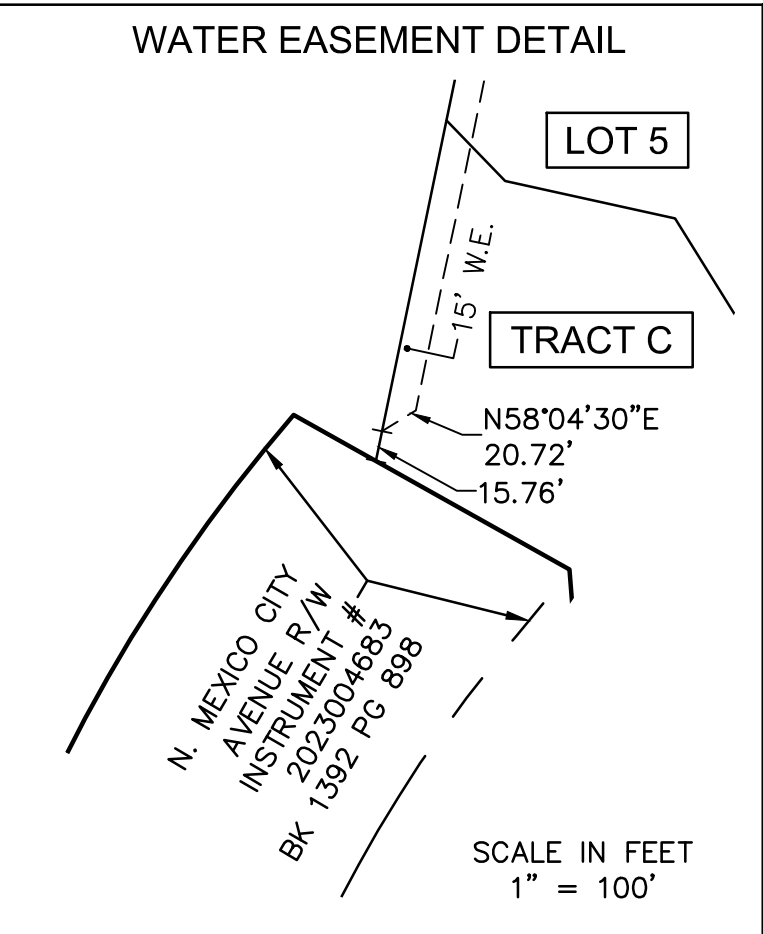 WATER EASEMENT DETAIL
LOT 5
15' W.E.
TRACT C
N58°04'30"E
20.72'
15.76'
N. MEXICO CITY
AVENUE R/W
INSTRUMENT #
2023004683
BK 1392 PG 898
SCALE IN FEET
1" = 100'